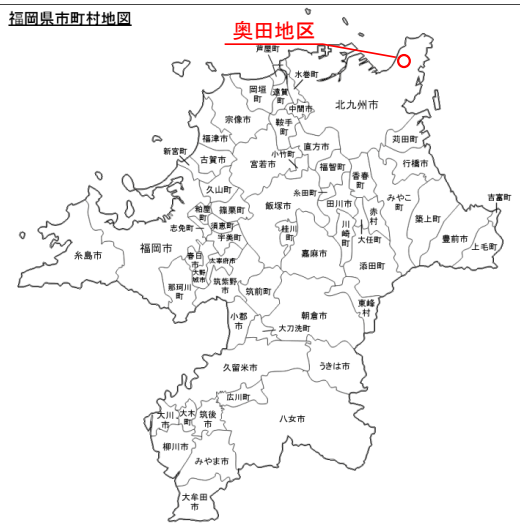 福岡県市町村地図
奥田地区
芦屋町
水巻町
岡垣
町
遠賀
町
北九州市
中間市
宗像市
鞍手
町
福津市
直方市
苅田町
新宮町
古賀市
小竹町
宮若市
福智町
行橋市
香春
町
久山町
糸田町
みやこ
町
吉富町
粕屋
町
篠栗町
飯塚市
田川市
赤
村
築上町
志免町
須恵町
桂川
町
川
崎
町
宇美町
大任町
豊前市
上毛町
糸島市
福岡市
春日
市
太宰府市
嘉麻市
添田町
大野
城市
那珂川
町
筑紫野
市
筑前町
東峰
村
小郡
市
朝倉市
大刀洗町
久留米市
うきは市
広川町
大川
市
大木
町
筑後
市
八女市
柳川市
みやま市
大牟田
市